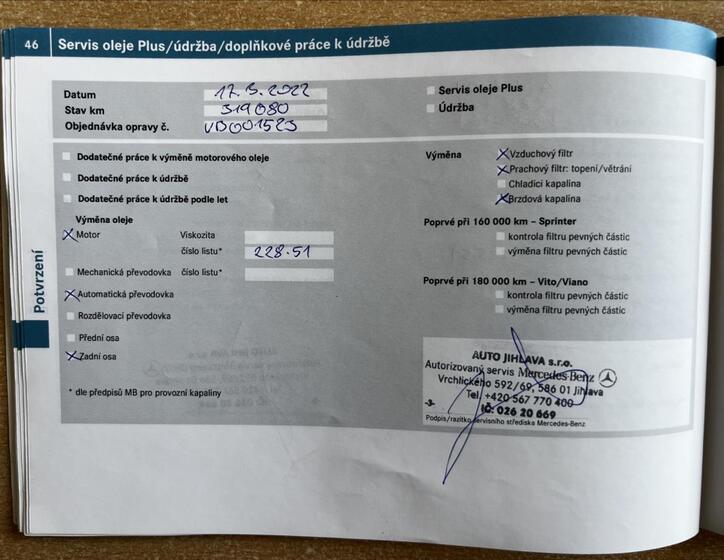 46 Servis oleje Plus/údržba/doplňkové práce k údržbě
Datum 17.5.2022
Stav km 319080
Objednávka opravy č. VD001523
Servis oleje Plus
Údržba
Dodatečné práce k výměně motorového oleje
Dodatečné práce k údržbě
Dodatečné práce k údržbě podle let
Výměna oleje
Motor Viskozita
číslo listu* 228.51
Mechanická převodovka číslo listu*
Automatická převodovka
Rozdělovací převodovka
Přední osa
Zadní osa
* dle předpisů MB pro provozní kapaliny
Výměna Vzduchový filtr
Prachový filtr: topení/větrání
Chladicí kapalina
Brzdová kapalina
Poprvé při 160 000 km – Sprinter
kontrola filtru pevných částic
výměna filtru pevných částic
Poprvé při 180 000 km – Vito/Viano
kontrola filtru pevných částic
výměna filtru pevných částic
AUTO JIHLAVA s.r.o.
Autorizovaný servis Mercedes-Benz
Vrchlického 592/69, 586 01 Jihlava
Tel. +420 567 770 400
-3- IČ: 026 20 669
Podpis/razítko servisního střediska Mercedes-Benz
Potvrzení